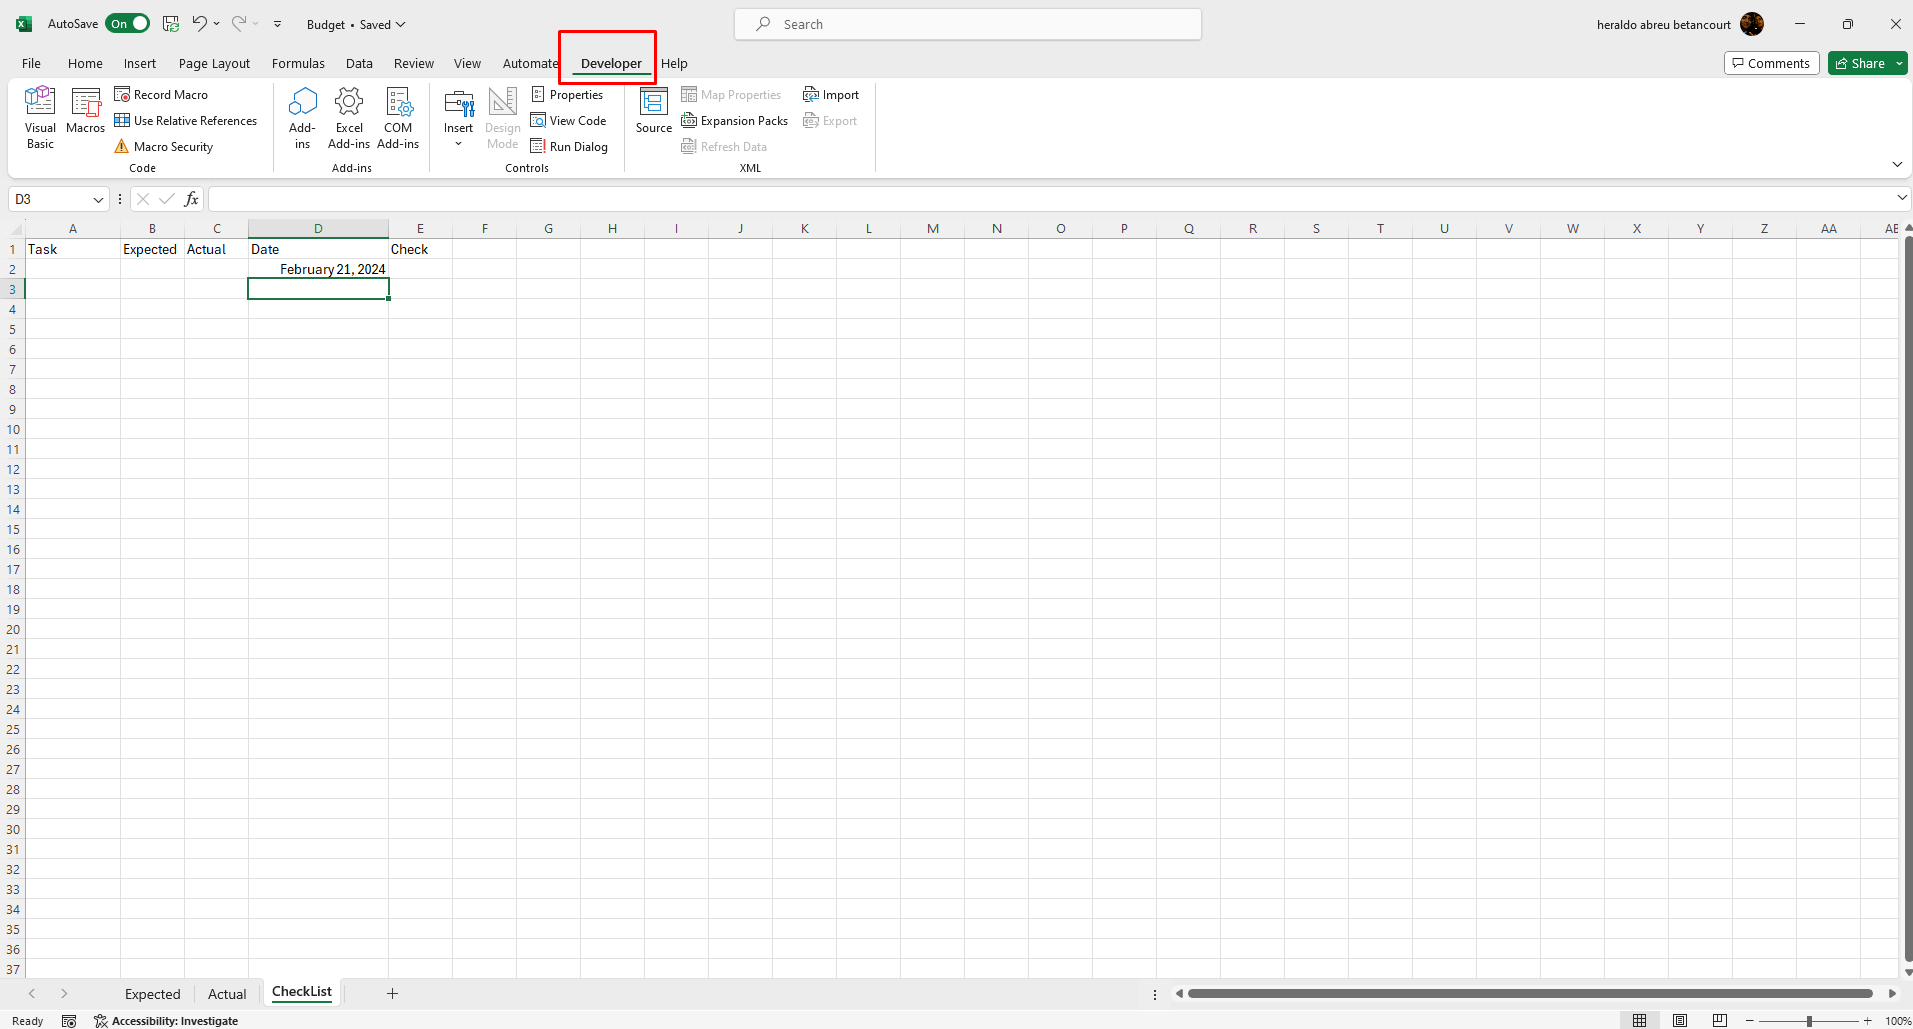 AutoSave On Budget • Saved Search heraldo abreu betancourt
File Home Insert Page Layout Formulas Data Review View Automate Developer Help Comments Share
Visual Basic
Macros
Record Macro
Use Relative References
Macro Security
Code
Add-ins
Excel Add-ins
COM Add-ins
Add-ins
Insert
Design Mode
Properties
View Code
Run Dialog
Controls
Source
Map Properties
Expansion Packs
Refresh Data
Import
Export
XML
D3 fx
A B C D E F G H I J K L M N O P Q R S T U V W X Y Z AA AB
1 Task Expected Actual Date Check
2 February 21, 2024
3
4
5
6
7
8
9
10
11
12
13
14
15
16
17
18
19
20
21
22
23
24
25
26
27
28
29
30
31
32
33
34
35
36
37
Expected Actual CheckList
Ready Accessibility: Investigate 100%